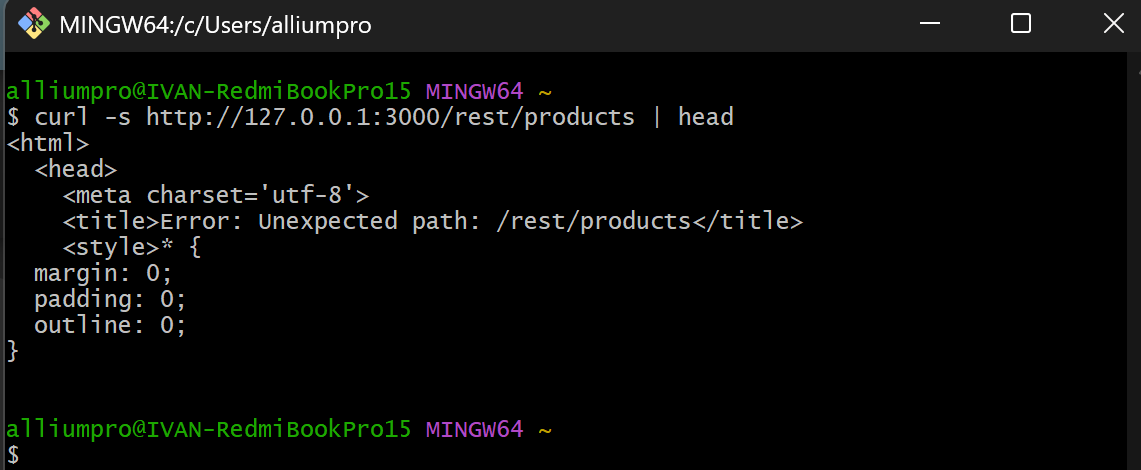 MINGW64:/c/Users/alliumpro
alliumpro@IVAN-RedmiBookPro15 MINGW64 ~
$ curl -s http://127.0.0.1:3000/rest/products | head
<html>
  <head>
    <meta charset='utf-8'>
    <title>Error: Unexpected path: /rest/products</title>
    <style>* {
  margin: 0;
  padding: 0;
  outline: 0;
}
alliumpro@IVAN-RedmiBookPro15 MINGW64 ~
$